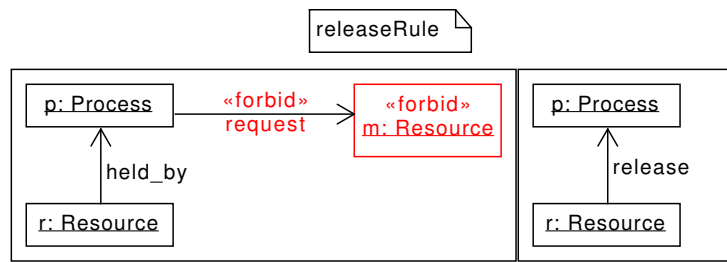 releaseRule
p: Process
«forbid»
request
«forbid»
m: Resource
held_by
r: Resource
p: Process
release
r: Resource